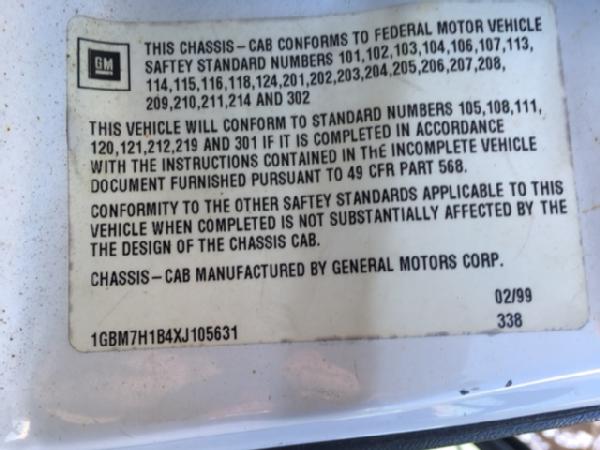 GM
THIS CHASSIS-CAB CONFORMS TO FEDERAL MOTOR VEHICLE
SAFTEY STANDARD NUMBERS 101,102,103,104,106,107,113,
114,115,116,118,124,201,202,203,204,205,206,207,208,
209,210,211,214 AND 302
THIS VEHICLE WILL CONFORM TO STANDARD NUMBERS 105,108,111,
120,121,212,219 AND 301 IF IT IS COMPLETED IN ACCORDANCE
WITH THE INSTRUCTIONS CONTAINED IN THE INCOMPLETE VEHICLE
DOCUMENT FURNISHED PURSUANT TO 49 CFR PART 568.
CONFORMITY TO THE OTHER SAFTEY STANDARDS APPLICABLE TO THIS
VEHICLE WHEN COMPLETED IS NOT SUBSTANTIALLY AFFECTED BY THE
THE DESIGN OF THE CHASSIS CAB.
CHASSIS-CAB MANUFACTURED BY GENERAL MOTORS CORP.
02/99
1GBM7H1B4XJ105631
338